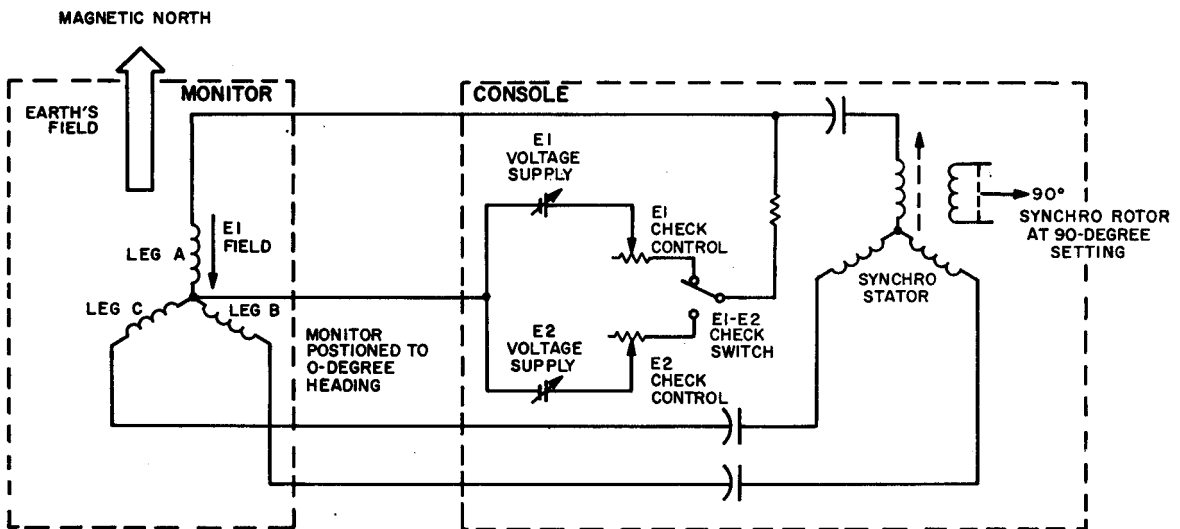 MAGNETIC NORTH
EARTH'S
FIELD
MONITOR
CONSOLE
E1
VOLTAGE
SUPPLY
E1
CHECK
CONTROL
90°
SYNCHRO ROTOR
AT 90-DEGREE
SETTING
E1
FIELD
LEG A
LEG C
LEG B
MONITOR
POSTIONED TO
0-DEGREE
HEADING
E2
VOLTAGE
SUPPLY
E1-E2
CHECK
SWITCH
E2
CHECK
CONTROL
SYNCHRO
STATOR